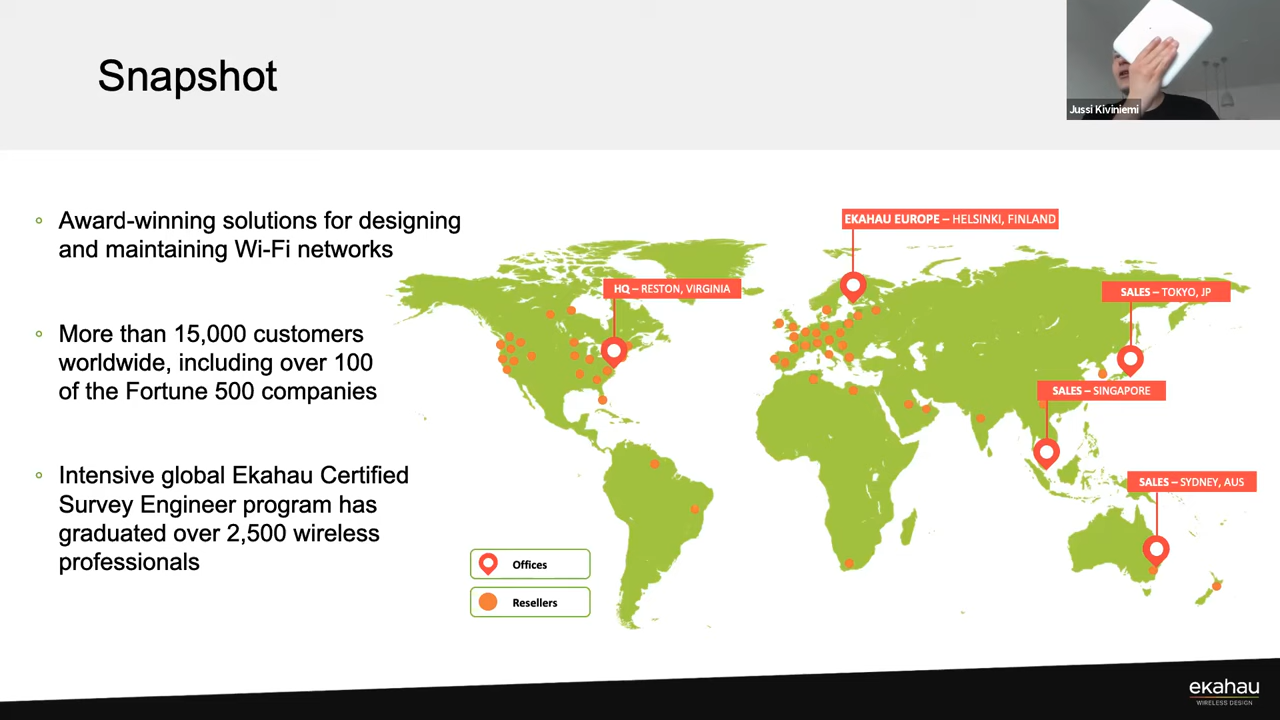 Snapshot
Jussi Kiviniemi
Award-winning solutions for designing
and maintaining Wi-Fi networks
More than 15,000 customers
worldwide, including over 100
of the Fortune 500 companies
Intensive global Ekahau Certified
Survey Engineer program has
graduated over 2,500 wireless
professionals
EKAHAU EUROPE – HELSINKI, FINLAND
HQ – RESTON, VIRGINIA
SALES – TOKYO, JP
SALES – SINGAPORE
SALES – SYDNEY, AUS
Offices
Resellers
ekahau
WIRELESS DESIGN